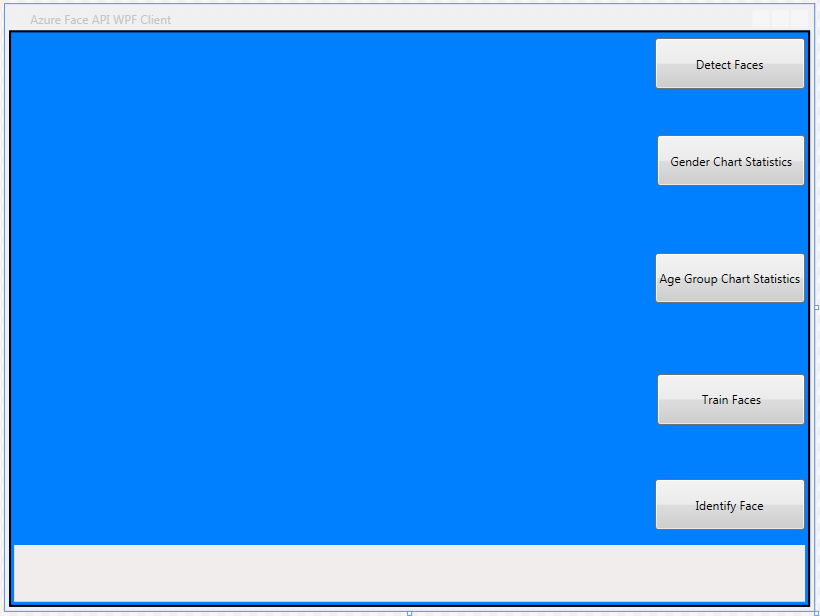 Azure Face API WPF Client
Detect Faces
Gender Chart Statistics
Age Group Chart Statistics
Train Faces
Identify Face